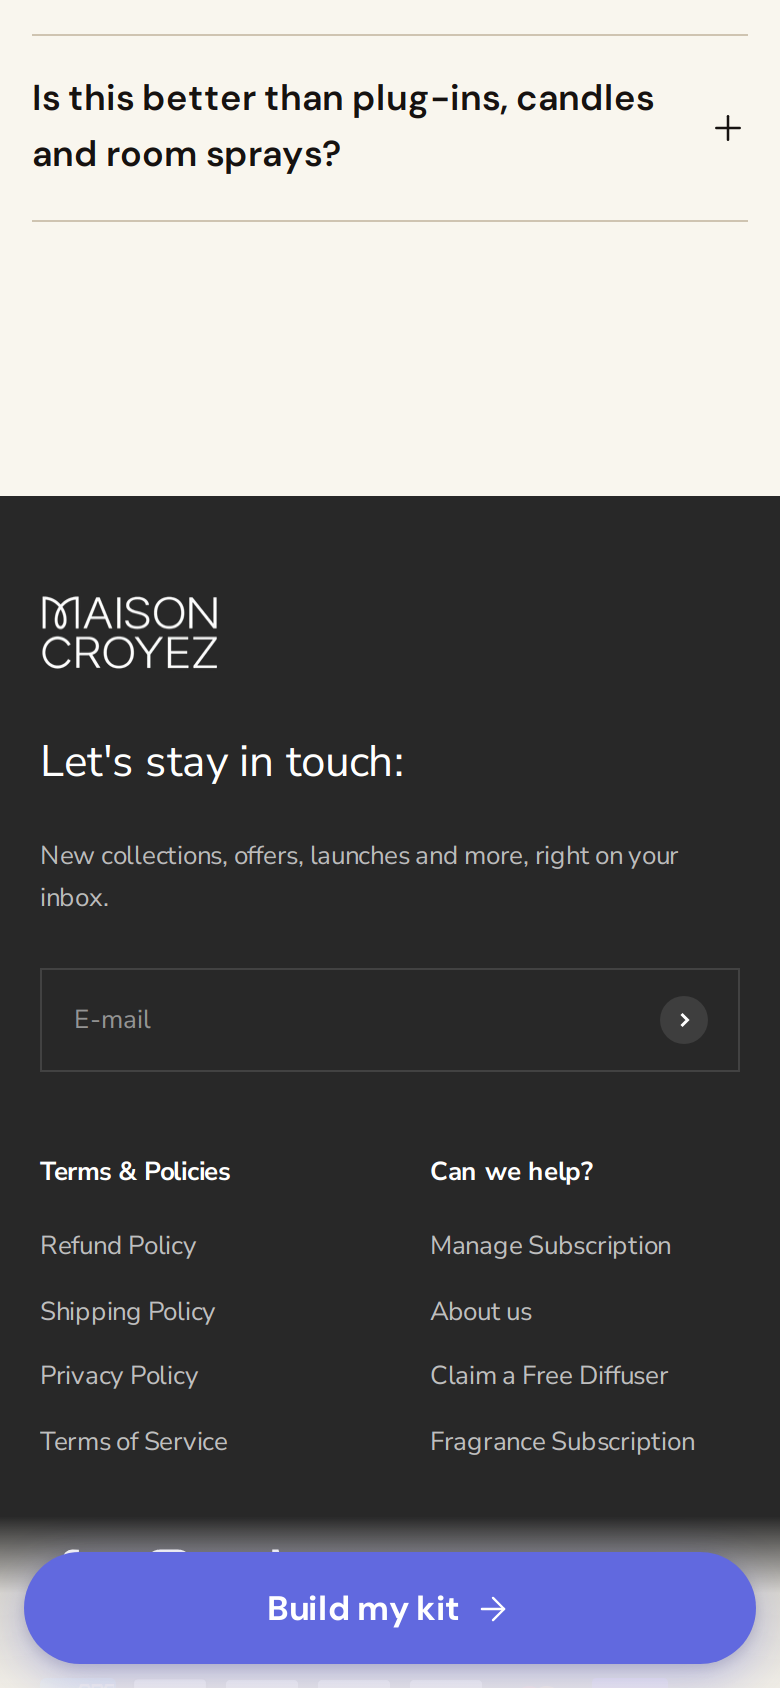 Is this better than plug-ins, candles
and room sprays?
MAISON
CROYEZ
Let's stay in touch:
New collections, offers, launches and more, right on your
inbox.
E-mail
Terms & Policies
Can we help?
Refund Policy
Manage Subscription
Shipping Policy
About us
Privacy Policy
Claim a Free Diffuser
Terms of Service
Fragrance Subscription
Build my kit